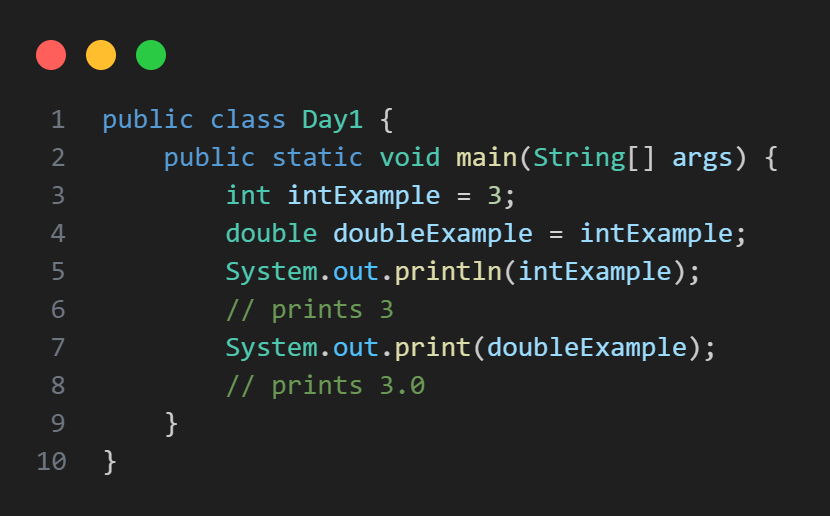 1 public class Day1 {
2     public static void main(String[] args) {
3         int intExample = 3;
4         double doubleExample = intExample;
5         System.out.println(intExample);
6         // prints 3
7         System.out.print(doubleExample);
8         // prints 3.0
9     }
10 }